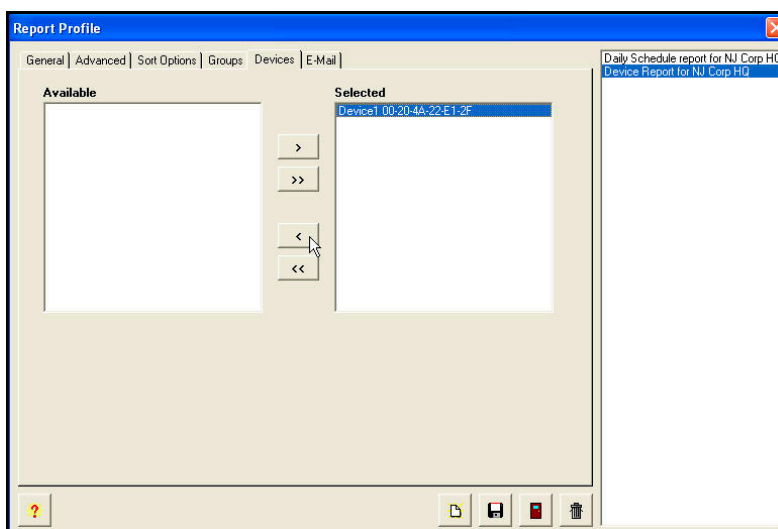 Report Profile
General
Advanced
Sort Options
Groups
Devices
E-Mail
Available
Selected
Device1 00-20-4A-22-E1-2F
>
>>
<
<<
?
Daily Schedule report for NJ Corp HQ
Device Report for NJ Corp HQ